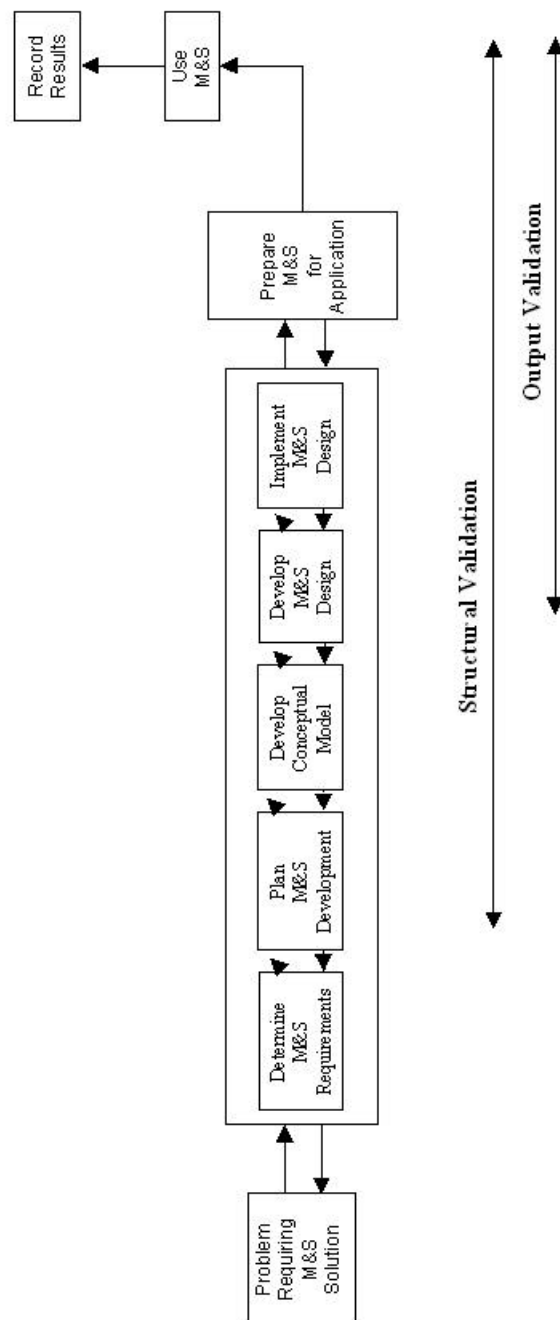 Problem
Requiring
M&S
Solution
Determine
M&S
Requirements
Plan
M&S
Development
Develop
Conceptual
Model
Develop
M&S
Design
Implement
M&S
Design
Prepare
M&S
for
Application
Use
M&S
Record
Results
Structural Validation
Output Validation